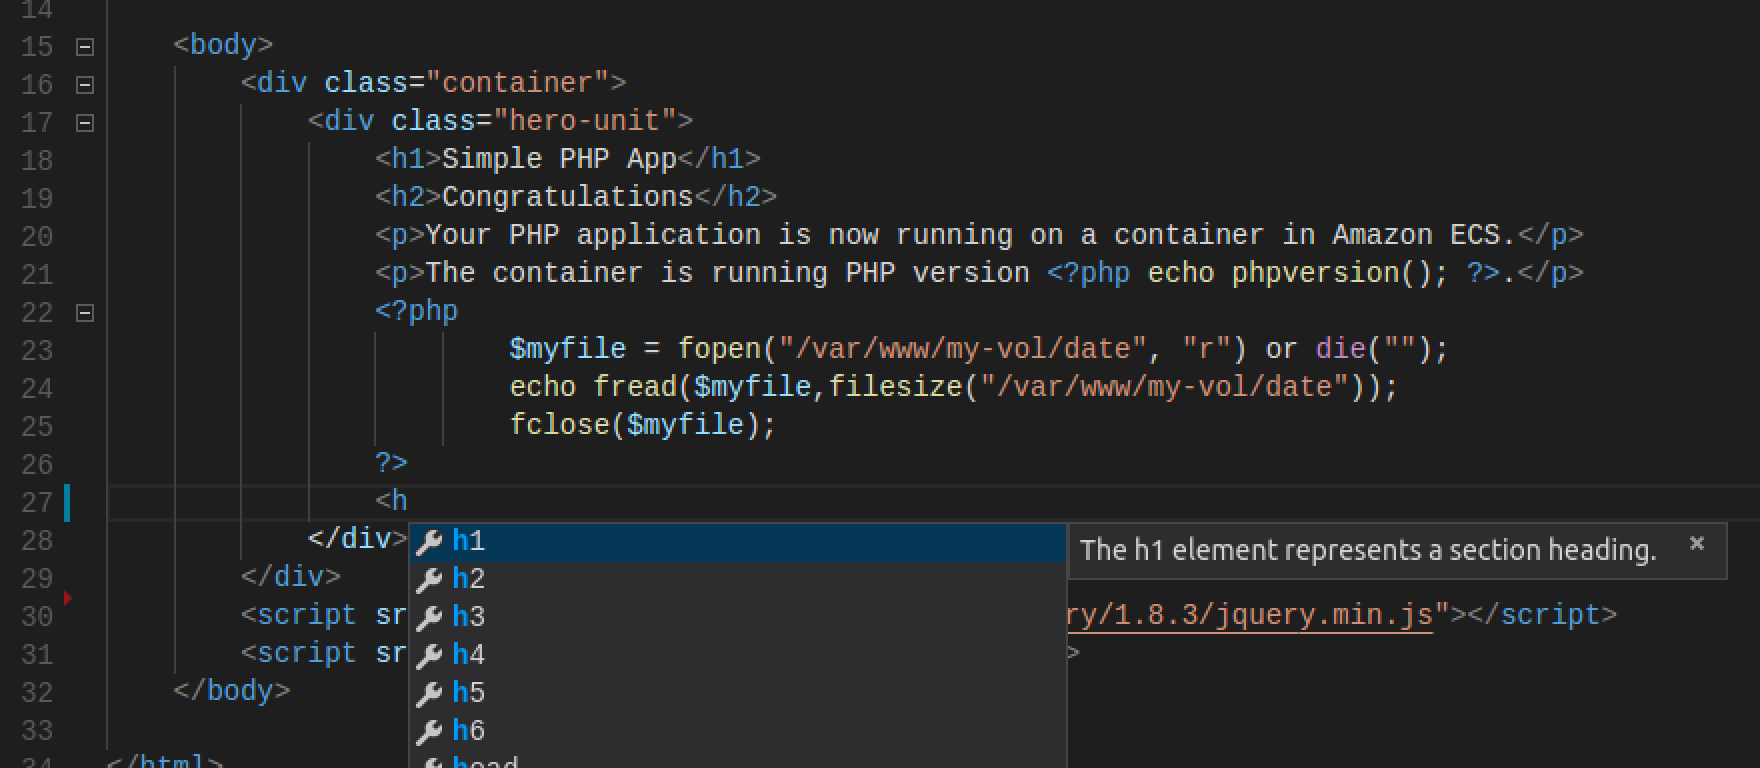 14
15 <body>
16 <div class="container">
17 <div class="hero-unit">
18 <h1>Simple PHP App</h1>
19 <h2>Congratulations</h2>
20 <p>Your PHP application is now running on a container in Amazon ECS.</p>
21 <p>The container is running PHP version <?php echo phpversion(); ?>.</p>
22 <?php
23 $myfile = fopen("/var/www/my-vol/date", "r") or die("");
24 echo fread($myfile,filesize("/var/www/my-vol/date"));
25 fclose($myfile);
26 ?>
27 <h
28 </div>
h1
The h1 element represents a section heading. ×
29 </div>
h2
30 <script sr
h3
ry/1.8.3/jquery.min.js"></script>
31 <script sr
h4
>
32 </body>
h5
33
h6
34 </html>
head